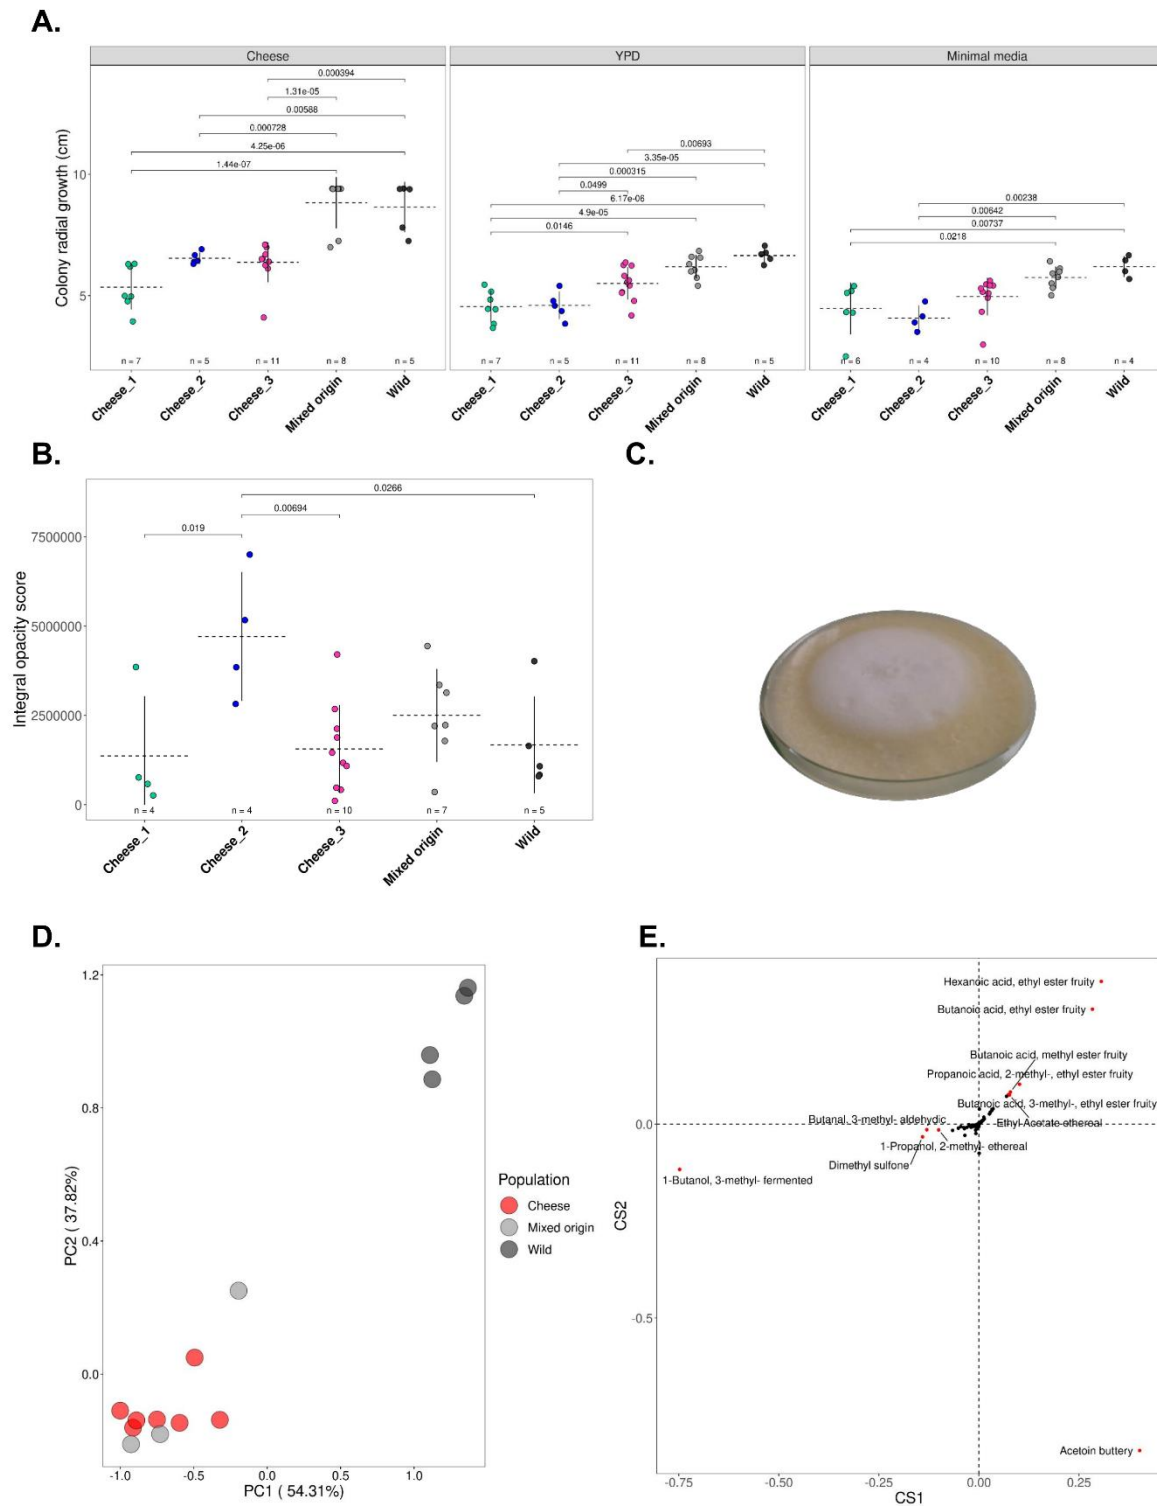 A.
Cheese
YPD
Minimal media
Colony radial growth (cm)
10
5
0.000394
1.31e-05
0.00588
0.000728
4.25e-06
1.44e-07
0.00693
3.35e-05
0.000315
0.0499
6.17e-06
4.9e-05
0.0146
0.00238
0.00642
0.00737
0.0218
n = 7
n = 5
n = 11
n = 8
n = 5
n = 7
n = 5
n = 11
n = 8
n = 5
n = 6
n = 4
n = 10
n = 8
n = 4
Cheese_1
Cheese_2
Cheese_3
Mixed origin
Wild
Cheese_1
Cheese_2
Cheese_3
Mixed origin
Wild
Cheese_1
Cheese_2
Cheese_3
Mixed origin
Wild
B.
Integral opacity score
7500000
5000000
2500000
0
0.0266
0.00694
0.019
n = 4
n = 4
n = 10
n = 7
n = 5
Cheese_1
Cheese_2
Cheese_3
Mixed origin
Wild
C.
D.
PC2 ( 37.82%)
1.2
0.8
0.4
0.0
-1.0
-0.5
0.0
0.5
1.0
PC1 ( 54.31%)
Population
Cheese
Mixed origin
Wild
E.
Hexanoic acid, ethyl ester fruity
Butanoic acid, ethyl ester fruity
Butanoic acid, methyl ester fruity
Propanoic acid, 2-methyl-, ethyl ester fruity
Butanoic acid, 3-methyl-, ethyl ester fruity
Butanal, 3-methyl- aldehydic
Ethyl Acetate ethereal
1-Propanol, 2-methyl- ethereal
Dimethyl sulfone
1-Butanol, 3-methyl- fermented
Acetoin buttery
CS2
0.0
-0.5
-0.75
-0.50
-0.25
0.00
0.25
CS1